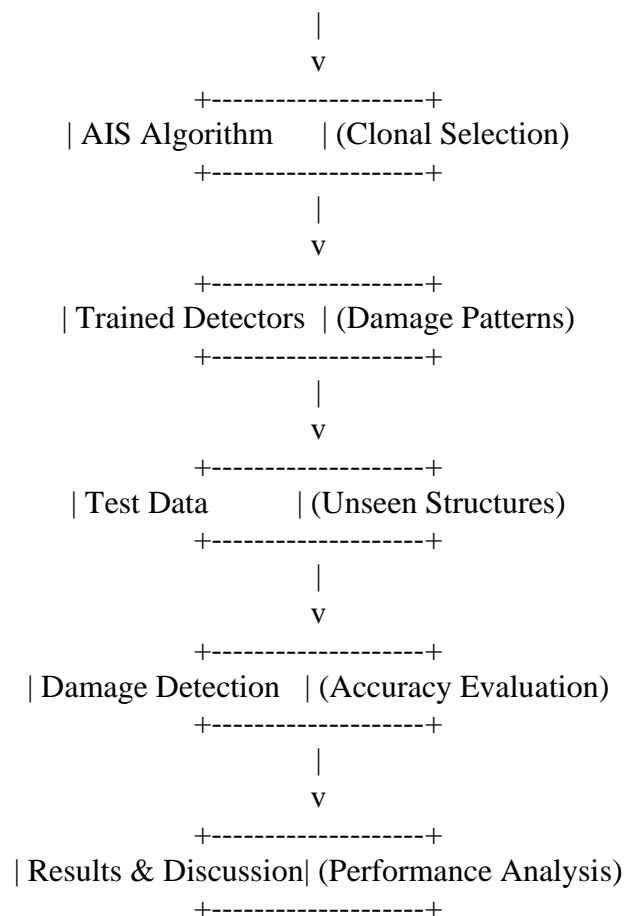 |
v
+--------------------+
| AIS Algorithm | (Clonal Selection)
+--------------------+
|
v
+--------------------+
| Trained Detectors | (Damage Patterns)
+--------------------+
|
v
+--------------------+
| Test Data | (Unseen Structures)
+--------------------+
|
v
+--------------------+
| Damage Detection | (Accuracy Evaluation)
+--------------------+
|
v
+--------------------+
| Results & Discussion| (Performance Analysis)
+--------------------+